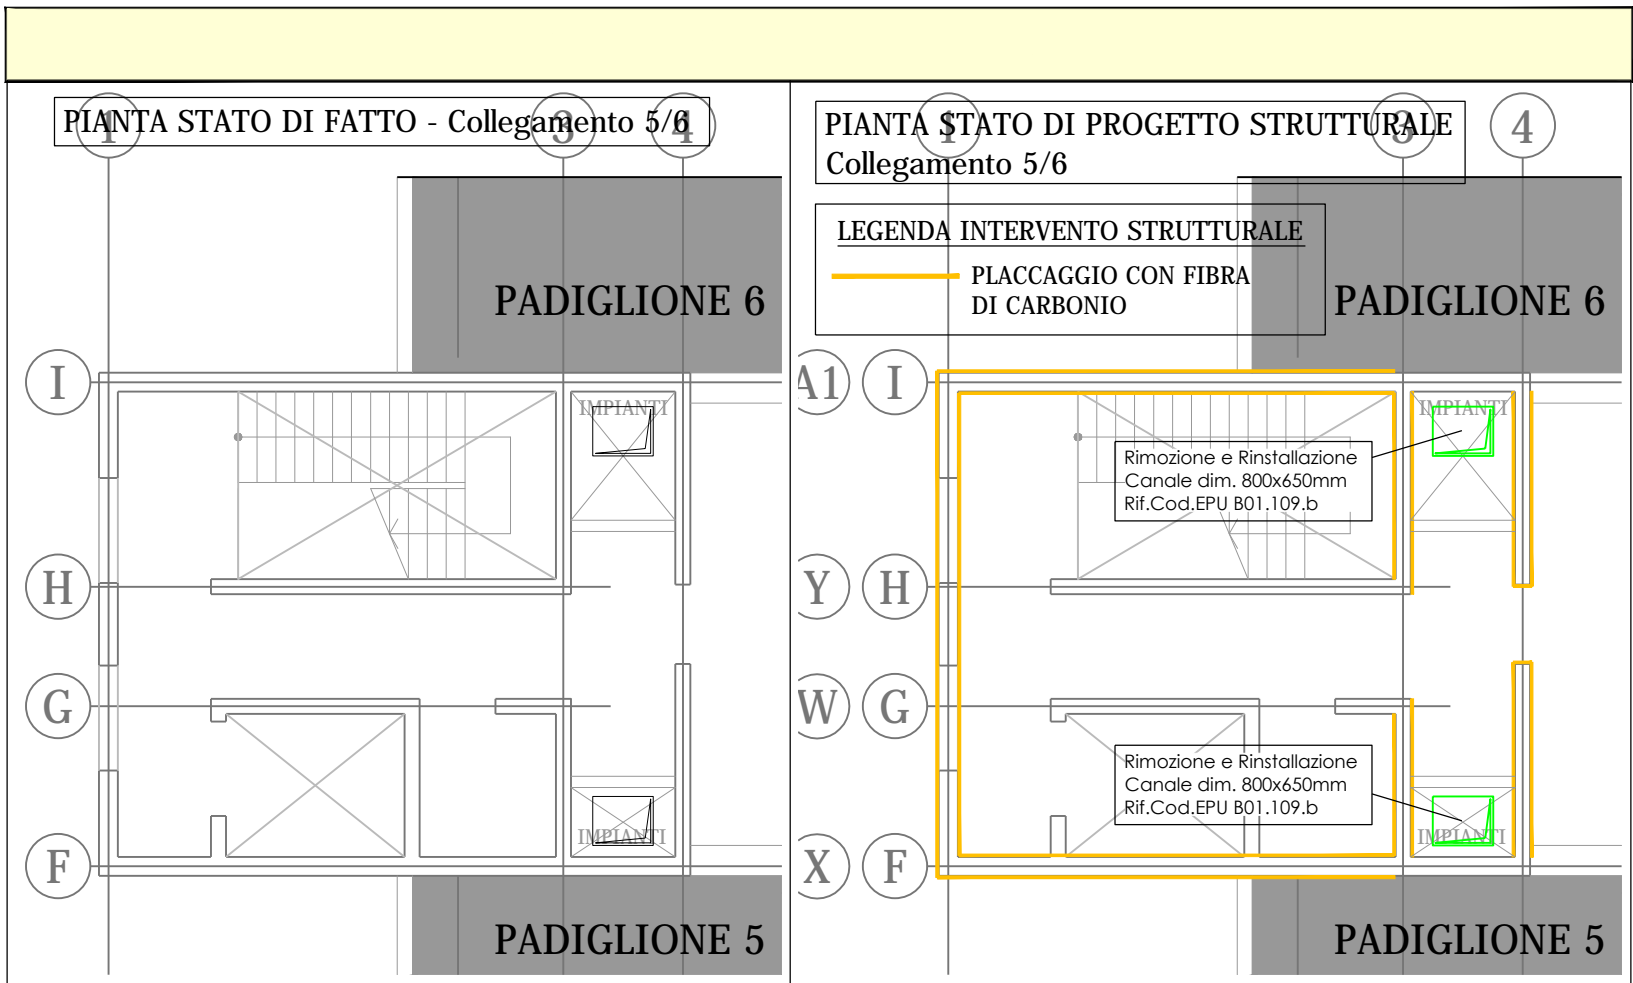 PIANTA STATO DI FATTO - Collegamento 5/6
1
3
4
PADIGLIONE 6
I
IMPIANTI
H
G
IMPIANTI
F
PADIGLIONE 5
PIANTA STATO DI PROGETTO STRUTTURALE
Collegamento 5/6
1
3
4
LEGENDA INTERVENTO STRUTTURALE
PLACCAGGIO CON FIBRA
DI CARBONIO
PADIGLIONE 6
A1
I
IMPIANTI
Rimozione e Rinstallazione
Canale dim. 800x650mm
Rif.Cod.EPU B01.109.b
Y
H
W
G
Rimozione e Rinstallazione
Canale dim. 800x650mm
Rif.Cod.EPU B01.109.b
IMPIANTI
X
F
PADIGLIONE 5